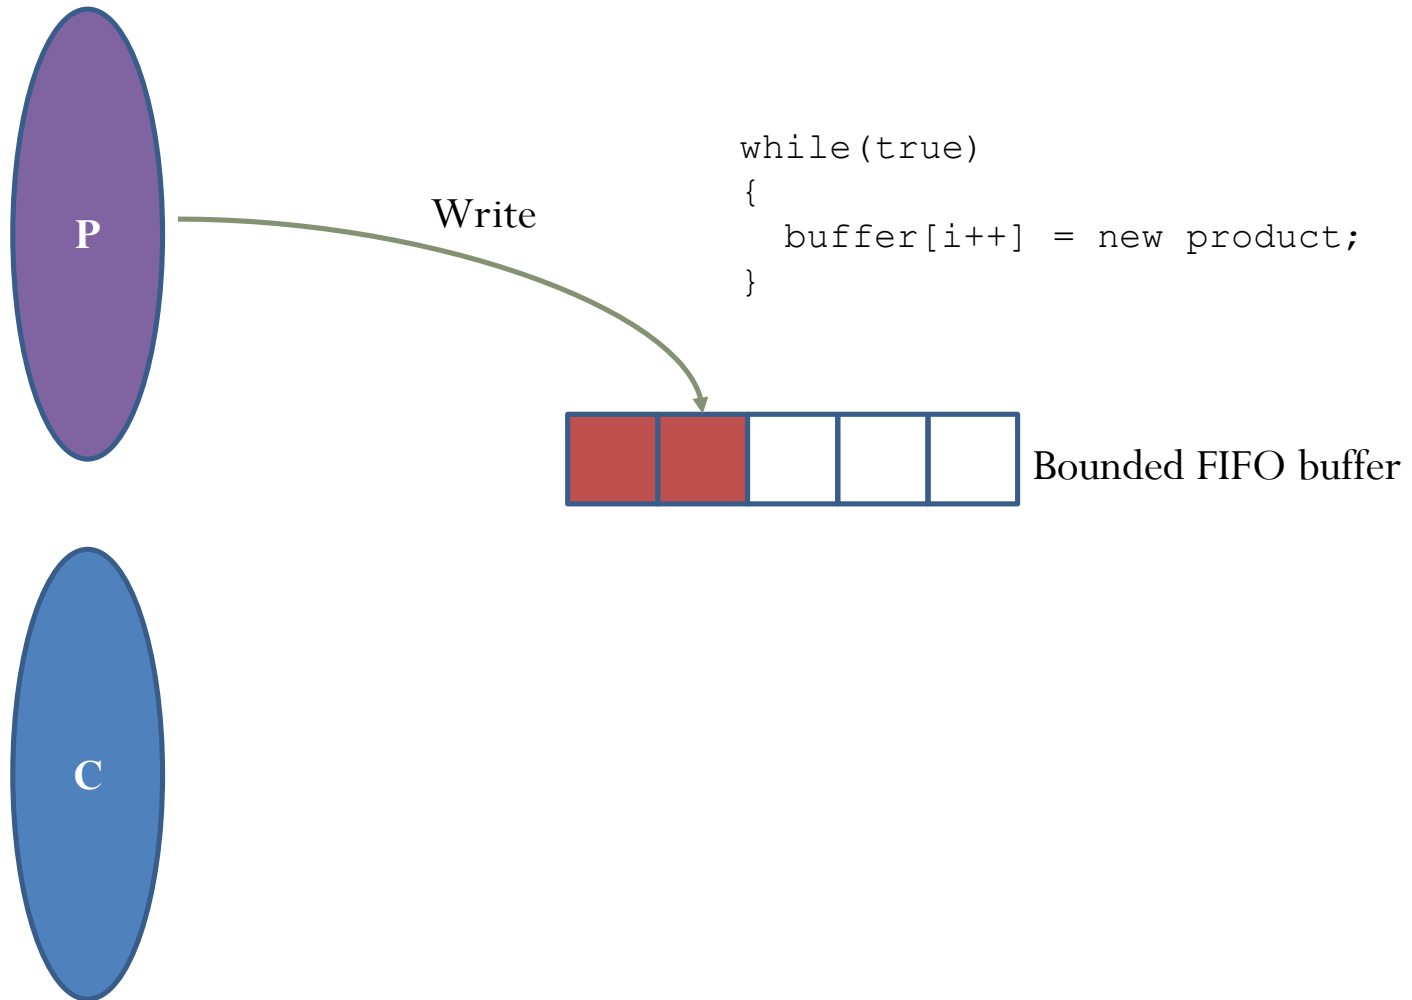 P
Write
while(true)
{
  buffer[i++] = new product;
}
Bounded FIFO buffer
C